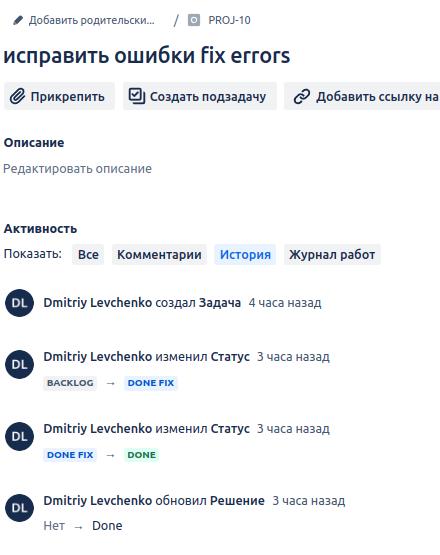 Добавить родительски... / PROJ-10
исправить ошибки fix errors
Прикрепить Создать подзадачу Добавить ссылку на
Описание
Редактировать описание
Активность
Показать: Все Комментарии История Журнал работ
DL Dmitriy Levchenko создал Задача 4 часа назад
DL Dmitriy Levchenko изменил Статус 3 часа назад
BACKLOG → DONE FIX
DL Dmitriy Levchenko изменил Статус 3 часа назад
DONE FIX → DONE
DL Dmitriy Levchenko обновил Решение 3 часа назад
Нет → Done